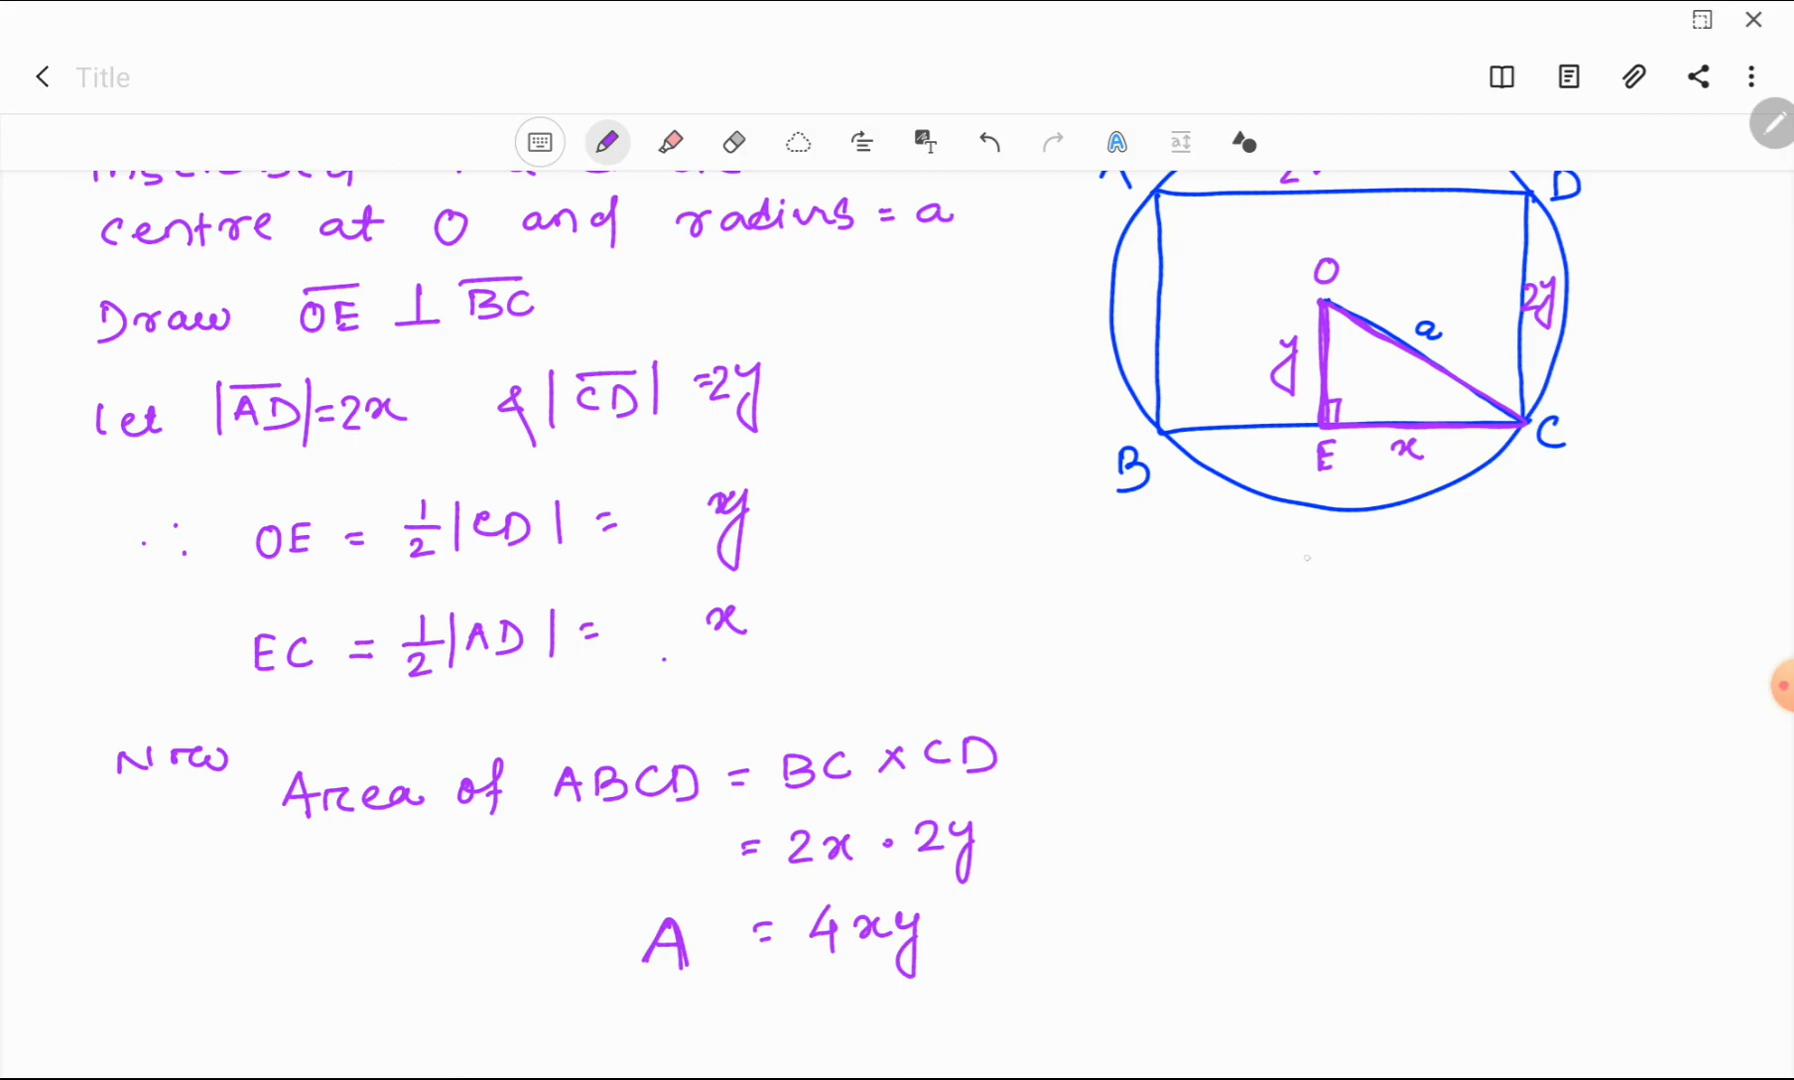 Title
centre at O and radius = a
Draw OE ⊥ BC
Let |AD| = 2x & |CD| = 2y
∴ OE = 1/2 |CD| = y
EC = 1/2 |AD| = x
Now Area of ABCD = BC × CD
= 2x · 2y
A = 4xy
A D
O
a
y
2y
E x C
B